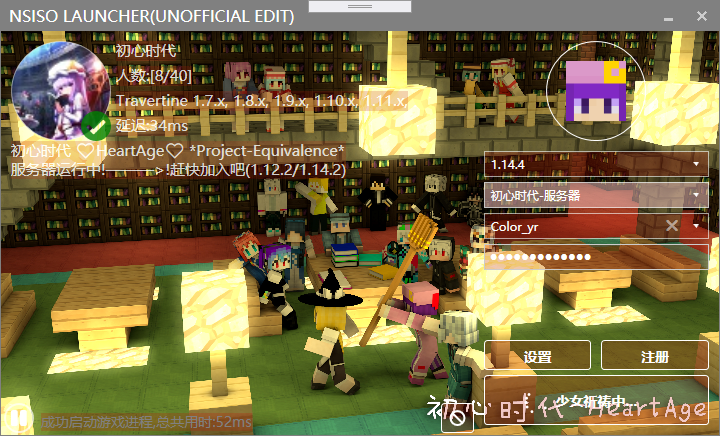 NSISO LAUNCHER(UNOFFICIAL EDIT)
初心时代
人数:[8/40]
Travertine 1.7.x, 1.8.x, 1.9.x, 1.10.x, 1.11.x,
延迟:34ms
初心时代 ♡HeartAge♡ *Project-Equivalence*
服务器运行中!———▷!赶快加入吧(1.12.2/1.14.2)
1.14.4
初心时代-服务器
Color_yr
●●●●●●●●●●●●●
设置
注册
少女祈祷中...
初心时代 HeartAge
成功启动游戏进程,总共用时:52ms